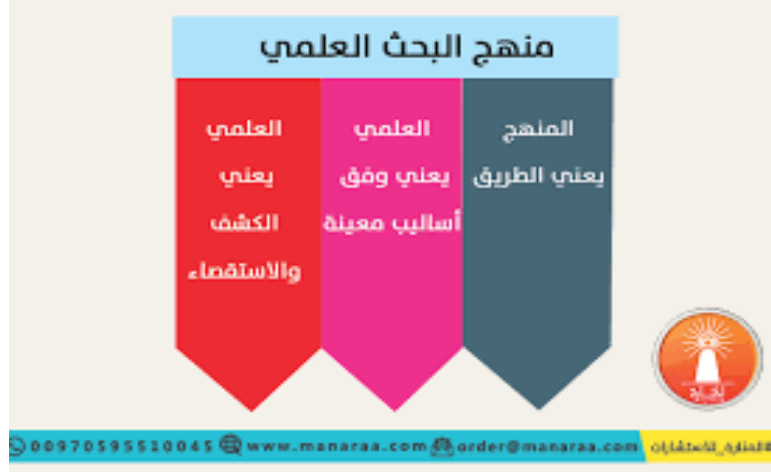 منهج البحث العلمي
المنهج
يعني الطريق
العلمي
يعني وفق
أساليب معينة
العلمي
يعني
الكشف
والاستقصاء
00970595510045 www.manaraa.com order@manaraa.com #المنارة_للاستشارات